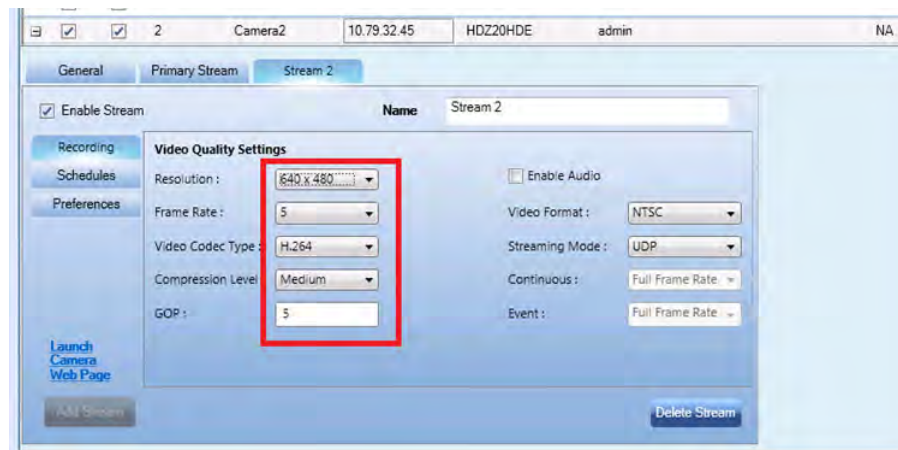 2 Camera2 10.79.32.45 HDZ20HDE admin NA
General Primary Stream Stream 2
Enable Stream Name Stream 2
Recording Video Quality Settings
Schedules Resolution : 640 x 480 Enable Audio
Preferences Frame Rate : 5 Video Format : NTSC
Video Codec Type : H.264 Streaming Mode : UDP
Compression Level Medium Continuous : Full Frame Rate
GOP : 5 Event : Full Frame Rate
Launch
Camera
Web Page
Add Stream Delete Stream